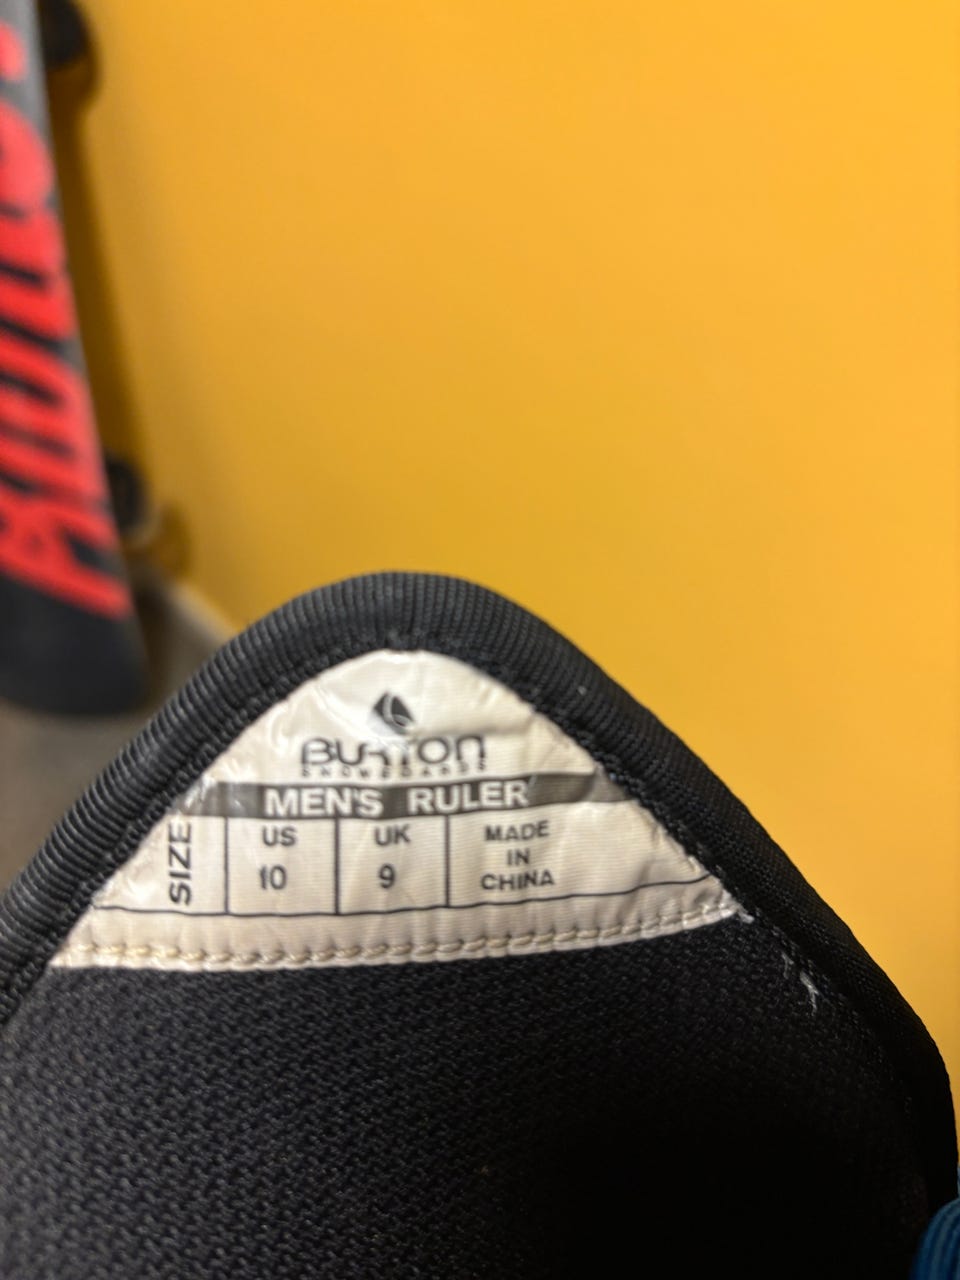 BURTON
SNOWBOARDS
MEN'S RULER
SIZE
US
UK
MADE
IN
CHINA
10
9